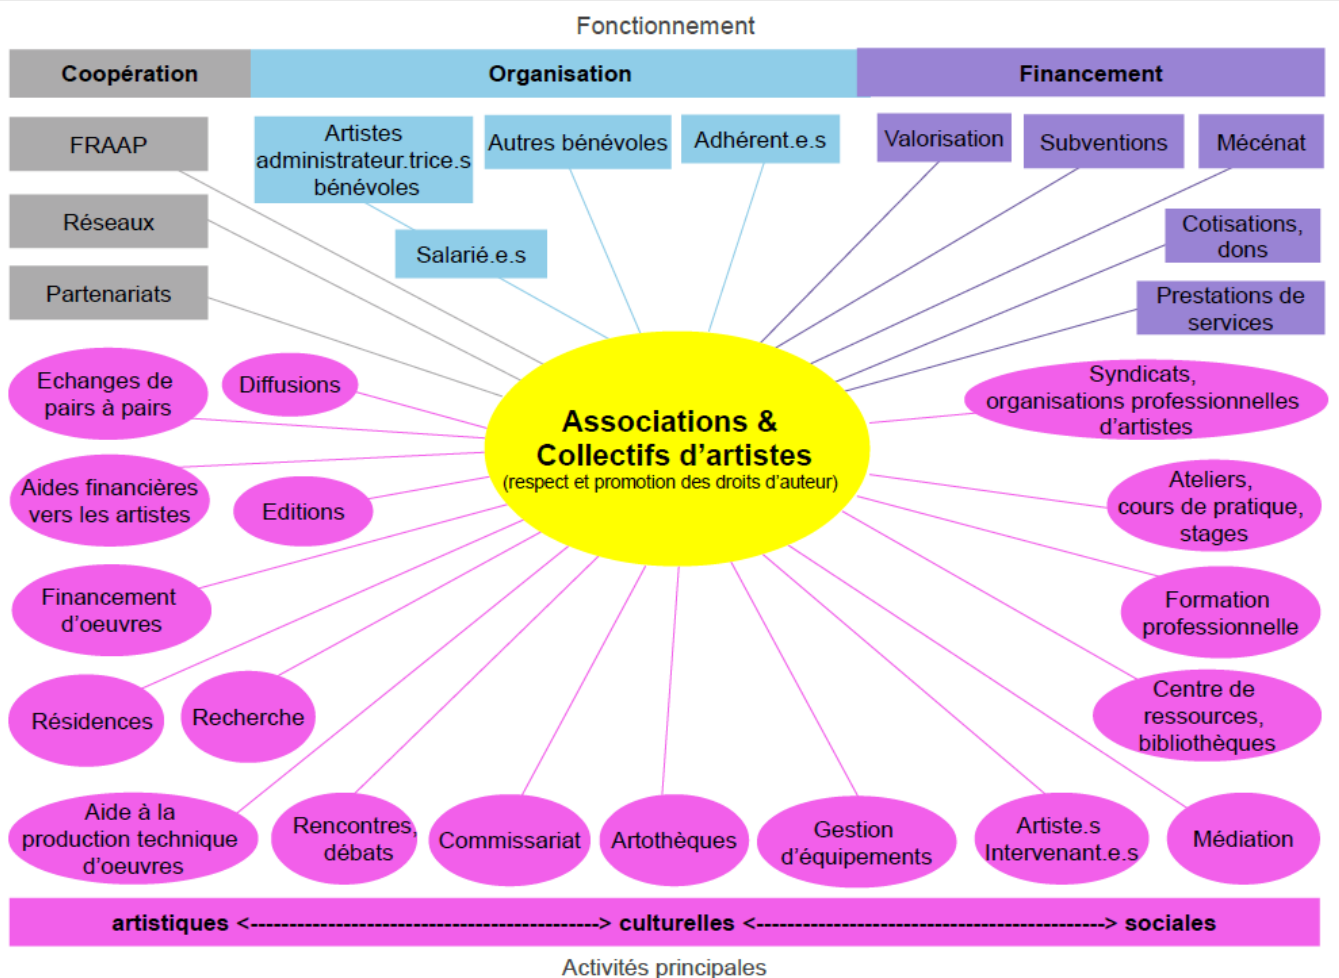 Fonctionnement
Coopération
Organisation
Financement
FRAAP
Réseaux
Partenariats
Artistes
administrateur.trice.s
bénévoles
Autres bénévoles
Adhérent.e.s
Salarié.e.s
Valorisation
Subventions
Mécénat
Cotisations,
dons
Prestations de
services
Associations &
Collectifs d'artistes
(respect et promotion des droits d'auteur)
Echanges de
pairs à pairs
Diffusions
Syndicats,
organisations professionnelles
d'artistes
Aides financières
vers les artistes
Editions
Ateliers,
cours de pratique,
stages
Financement
d'oeuvres
Formation
professionnelle
Résidences
Recherche
Centre de
ressources,
bibliothèques
Aide à la
production technique
d'oeuvres
Rencontres,
débats
Commissariat
Artothèques
Gestion
d'équipements
Artiste.s
Intervenant.e.s
Médiation
artistiques <---------------------------------------------> culturelles <---------------------------------------------> sociales
Activités principales